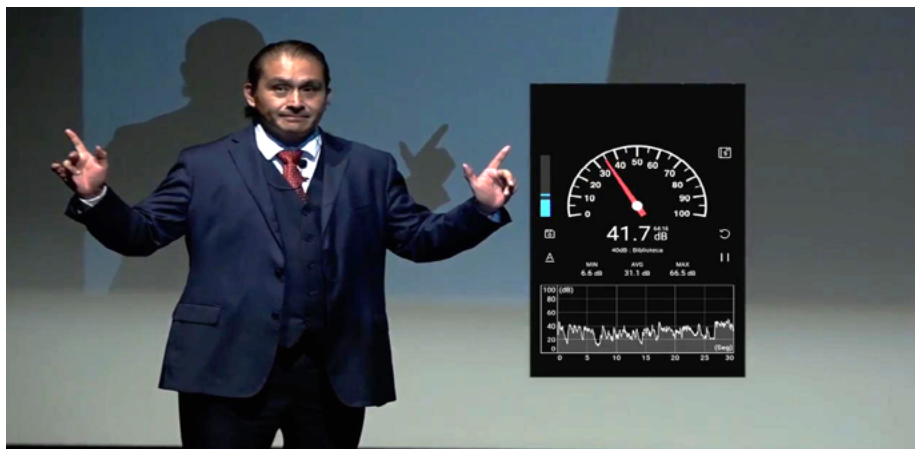 0 10 20 30 40 50 60 70 80 90 100
41.7 dB
40dB : Biblioteca
A
MIN AVG MAX
6.6 dB 31.1 dB 66.5 dB
100 (dB)
80
60
40
20
0
(Seg)
0 5 10 15 20 25 30